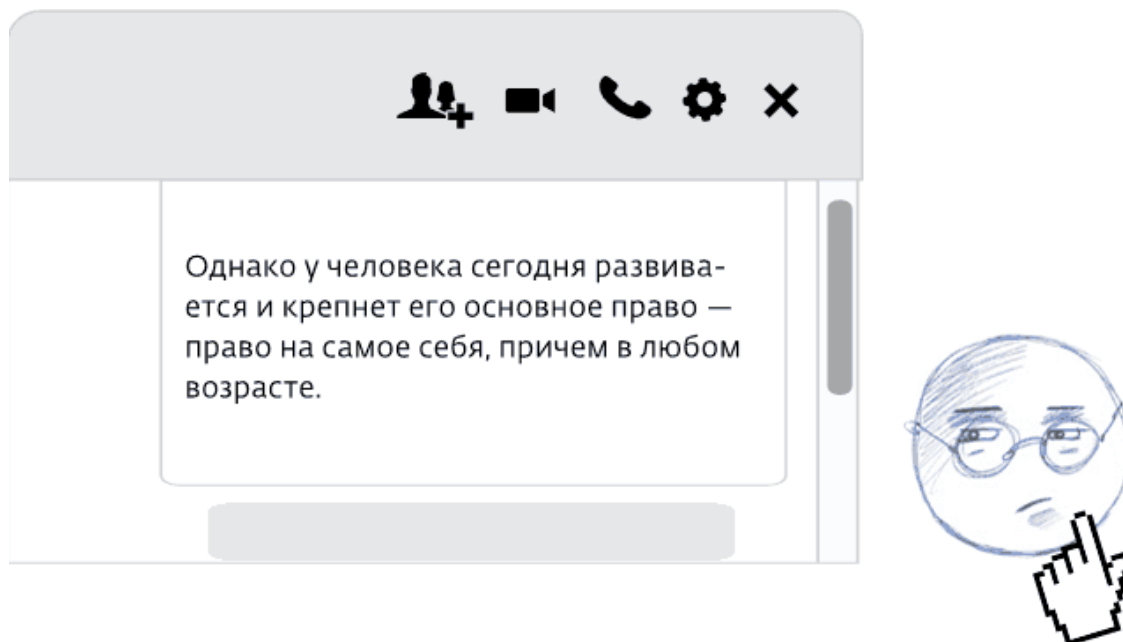 Однако у человека сегодня развива-
ется и крепнет его основное право —
право на самое себя, причем в любом
возрасте.